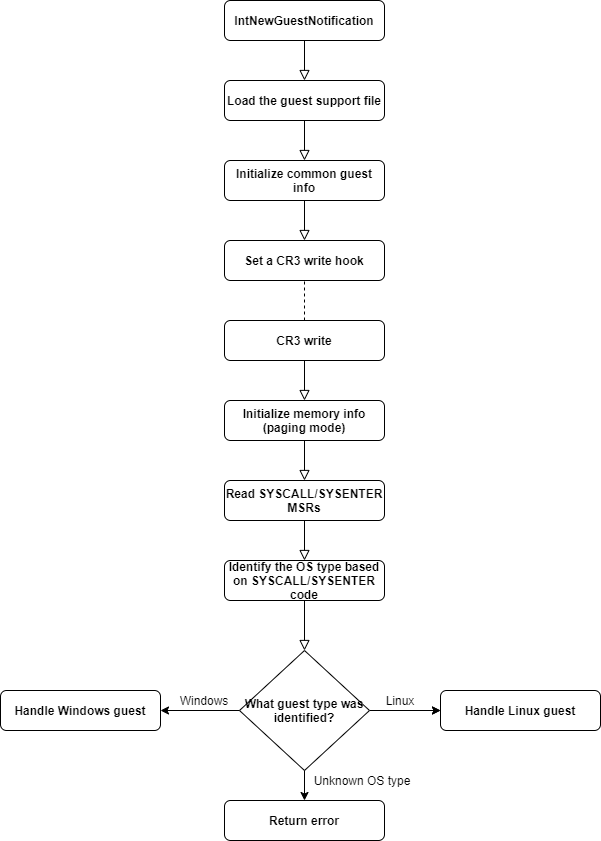 IntNewGuestNotification
Load the guest support file
Initialize common guest
info
Set a CR3 write hook
CR3 write
Initialize memory info
(paging mode)
Read SYSCALL/SYSENTER
MSRs
Identify the OS type based
on SYSCALL/SYSENTER
code
What guest type was
identified?
Windows
Linux
Handle Windows guest
Handle Linux guest
Unknown OS type
Return error